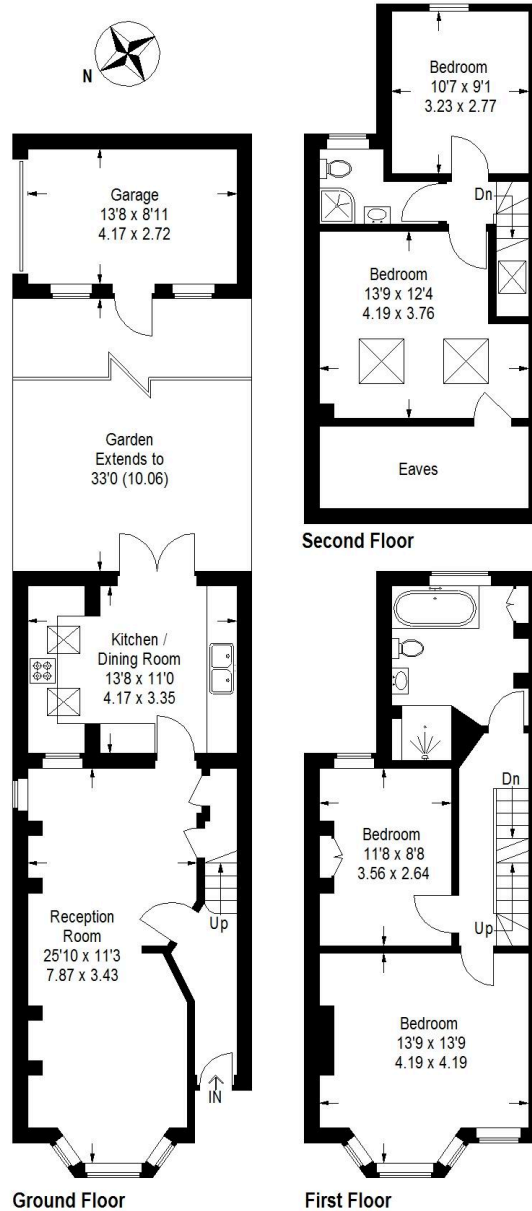 N
Garage
13'8 x 8'11
4.17 x 2.72
Garden
Extends to
33'0 (10.06)
Kitchen /
Dining Room
13'8 x 11'0
4.17 x 3.35
Reception
Room
25'10 x 11'3
7.87 x 3.43
Up
IN
Ground Floor
Bedroom
10'7 x 9'1
3.23 x 2.77
Dn
Bedroom
13'9 x 12'4
4.19 x 3.76
Eaves
Second Floor
Dn
Bedroom
11'8 x 8'8
3.56 x 2.64
Up
Bedroom
13'9 x 13'9
4.19 x 4.19
First Floor